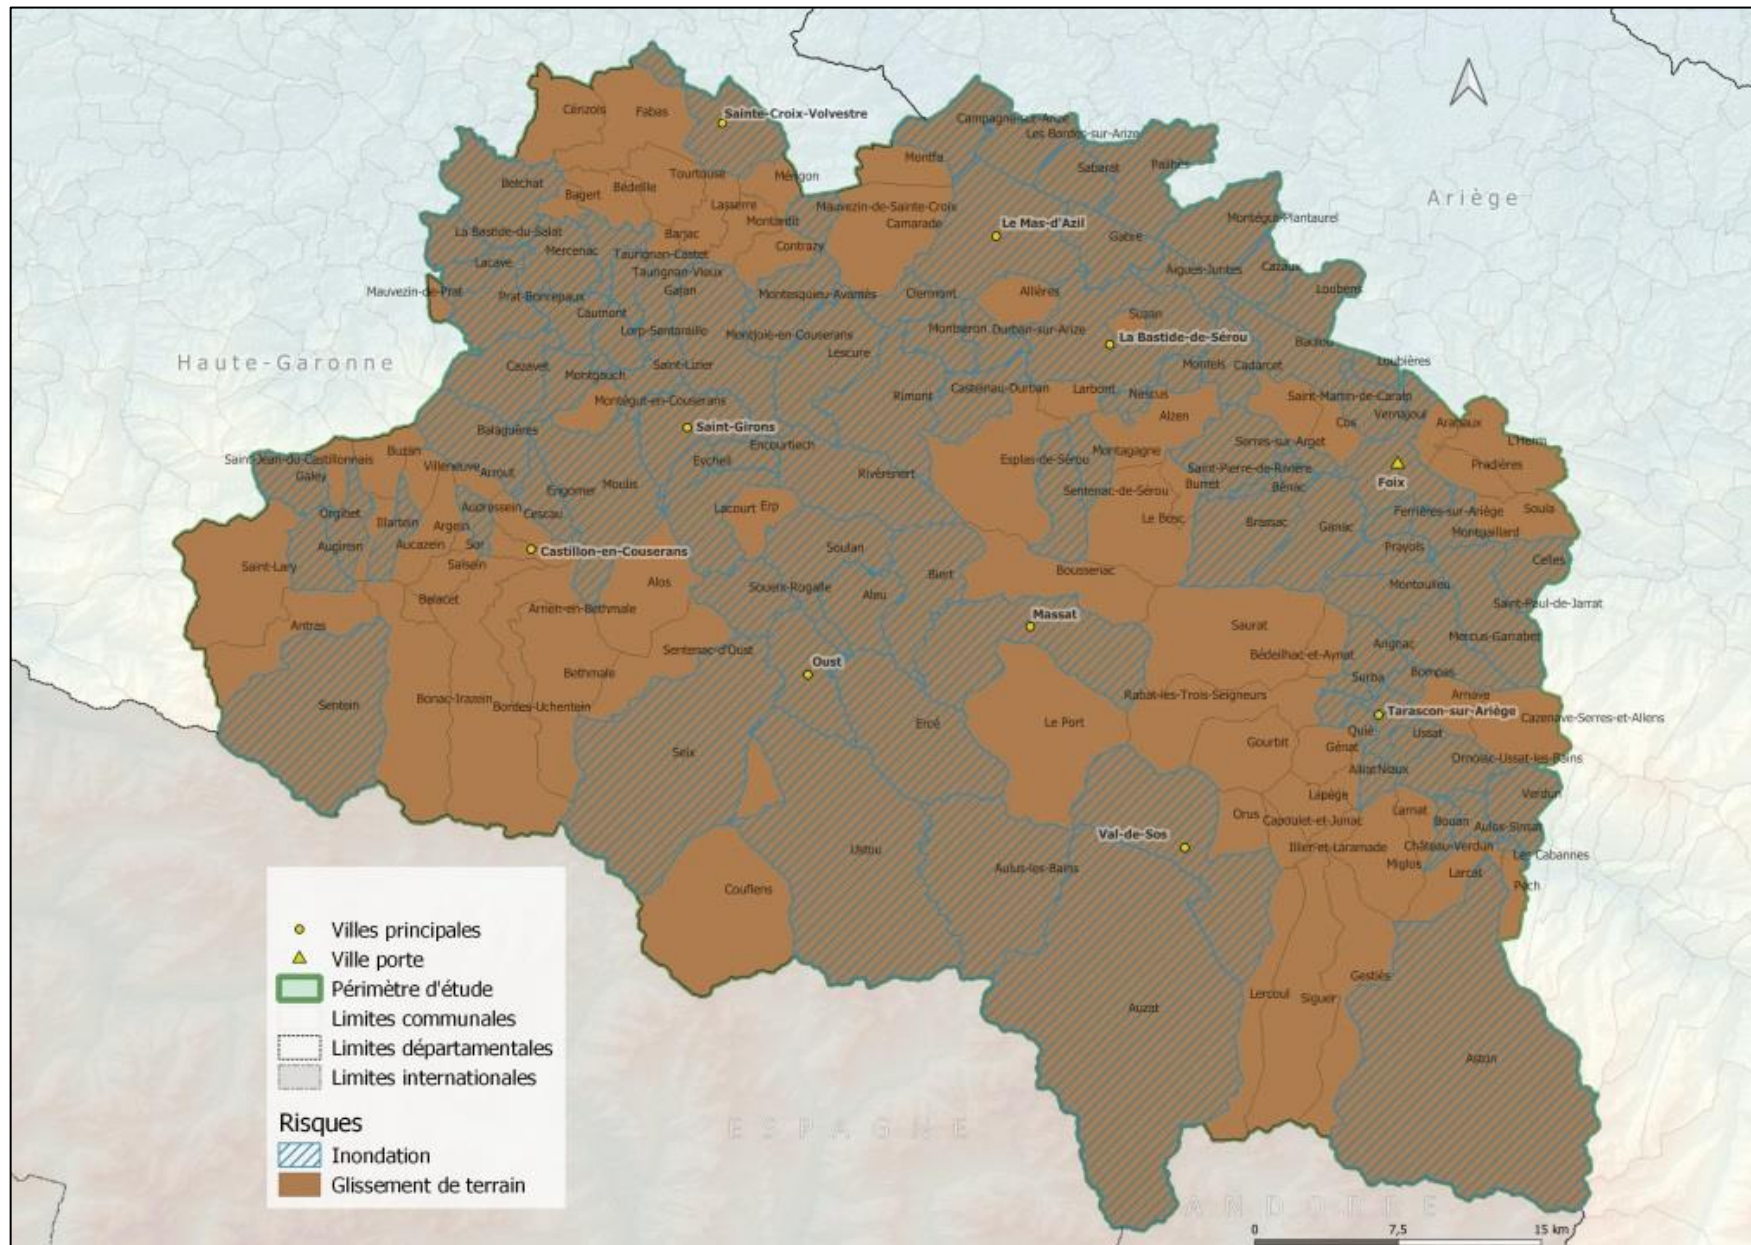 Cérizols
Fabas
Sainte-Croix-Volvestre
Campagne-sur-Arize
Les Bordes-sur-Arize
Montfa
Sabarat
Pailhès
Betchat
Bagert
Bédeille
Tourtouse
Mérigon
Ariège
Lasserre
Mauvezin-de-Sainte-Croix
Montardit
Camarade
Le Mas-d'Azil
Montégut-Plantaurel
La Bastide-du-Salat
Barjac
Contrazy
Gabre
Mercenac
Taurignan-Castet
Lacave
Taurignan-Vieux
Aigues-Juntes
Cazaux
Mauvezin-de-Prat
Prat-Bonrepaux
Gajan
Montesquieu-Avantès
Clermont
Allières
Loubens
Caumont
Suzan
Lorp-Sentaraille
Montjoie-en-Couserans
Montseron
Durban-sur-Arize
La Bastide-de-Sérou
Baulou
Haute-Garonne
Cazavet
Saint-Lizier
Lescure
Montels
Cadarcet
Loubières
Montgauch
Rimont
Castelnau-Durban
Larbont
Nescus
Saint-Martin-de-Caralp
Montégut-en-Couserans
Alzen
Vernajoul
Cos
Arabaux
Balaguères
Saint-Girons
Encourtiech
Serres-sur-Arget
L'Herm
Buzan
Montagagne
Saint-Jean-du-Castillonnais
Villeneuve
Arrout
Eycheil
Rivèrenert
Esplas-de-Sérou
Saint-Pierre-de-Rivière
Pradières
Galey
Engomer
Moulis
Sentenac-de-Sérou
Burret
Bénac
Foix
Orgibet
Illartein
Argein
Audressein
Cescau
Lacourt
Erp
Le Bosc
Brassac
Ganac
Ferrières-sur-Ariège
Soula
Montgaillard
Augirein
Aucazein
Sor
Castillon-en-Couserans
Soulan
Prayols
Celles
Saint-Lary
Salsein
Alos
Soueix-Rogalle
Aleu
Biert
Boussenac
Montoulieu
Balacet
Arrien-en-Bethmale
Saint-Paul-de-Jarrat
Antras
Massat
Saurat
Mercus-Garrabet
Arignac
Sentenac-d'Oust
Bédeilhac-et-Aynat
Oust
Bethmale
Surba
Bompas
Sentein
Bonac-Irazein
Bordes-Uchentein
Rabat-les-Trois-Seigneurs
Arnave
Tarascon-sur-Ariège
Cazenave-Serres-et-Allens
Ercé
Le Port
Quié
Ussat
Seix
Gourbit
Génat
Ornolac-Ussat-les-Bains
Alliat
Niaux
Lapège
Verdun
Orus
Capoulet-et-Junac
Larnat
Bouan
Aulos-Sinsat
Val-de-Sos
Ustou
Illier-et-Laramade
Château-Verdun
Les Cabannes
Aulus-les-Bains
Miglos
Larcat
Pech
Couflens
Gestiès
Lercoul
Siguer
Auzat
Aston
Villes principales
Ville porte
Périmètre d'étude
Limites communales
Limites départementales
Limites internationales
Risques
Inondation
Glissement de terrain
ESPAGNE
ANDORRE
0 7,5 15 km